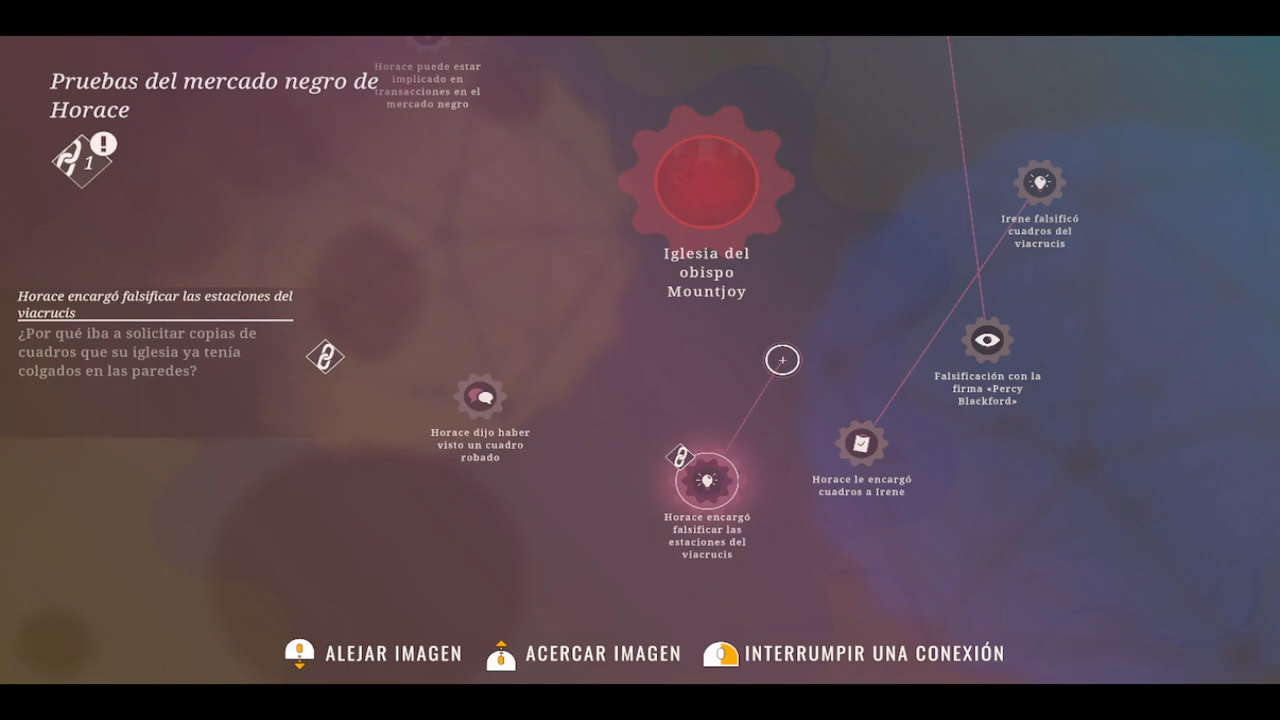 Pruebas del mercado negro de
Horace
1
Horace puede estar
implicado en
transacciones en el
mercado negro
Iglesia del
obispo
Mountjoy
Irene falsificó
cuadros del
viacrucis
Horace encargó falsificar las estaciones del
viacrucis
¿Por qué iba a solicitar copias de
cuadros que su iglesia ya tenía
colgados en las paredes?
Falsificación con la
firma «Percy
Blackford»
Horace dijo haber
visto un cuadro
robado
Horace le encargó
cuadros a Irene
Horace encargó
falsificar las
estaciones del
viacrucis
ALEJAR IMAGEN
ACERCAR IMAGEN
INTERRUMPIR UNA CONEXIÓN